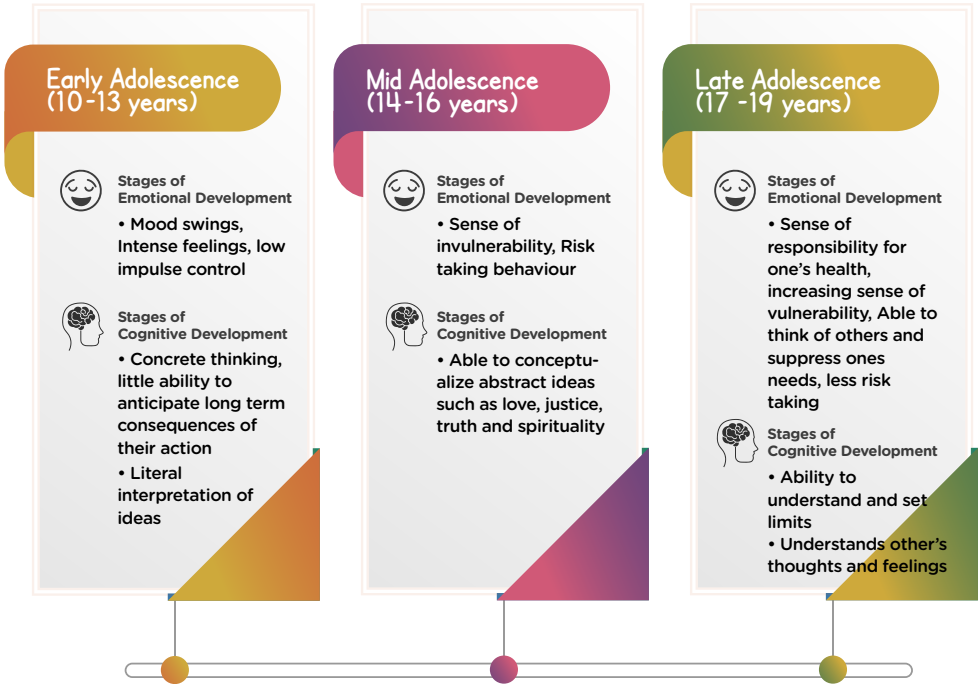 Early Adolescence
(10-13 years)
Stages of
Emotional Development
• Mood swings,
Intense feelings, low
impulse control
Stages of
Cognitive Development
• Concrete thinking,
little ability to
anticipate long term
consequences of
their action
• Literal
interpretation of
ideas
Mid Adolescence
(14-16 years)
Stages of
Emotional Development
• Sense of
invulnerability, Risk
taking behaviour
Stages of
Cognitive Development
• Able to conceptu-
alize abstract ideas
such as love, justice,
truth and spirituality
Late Adolescence
(17 -19 years)
Stages of
Emotional Development
• Sense of
responsibility for
one's health,
increasing sense of
vulnerability, Able to
think of others and
suppress ones
needs, less risk
taking
Stages of
Cognitive Development
• Ability to
understand and set
limits
• Understands other's
thoughts and feelings